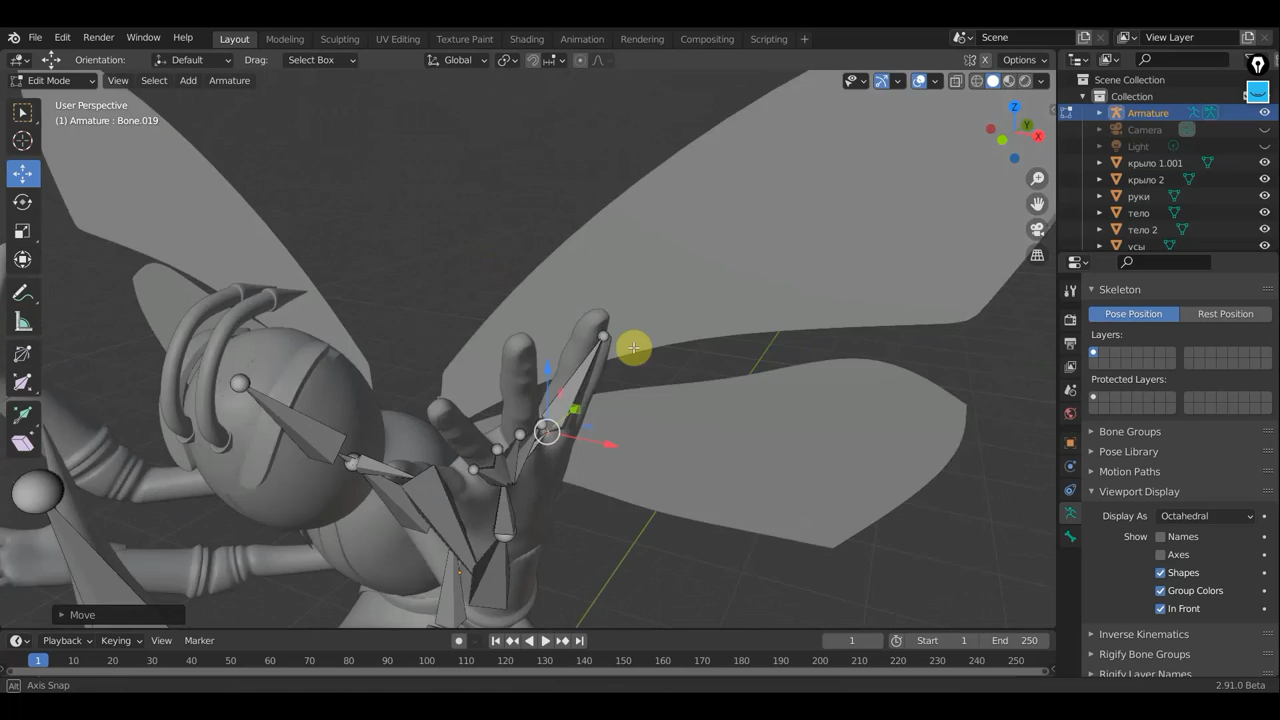 File Edit Render Window Help Layout Modeling Sculpting UV Editing Texture Paint Shading Animation Rendering Compositing Scripting + Scene View Layer
Orientation: Default Drag: Select Box Global X Options
Edit Mode View Select Add Armature
User Perspective
(1) Armature : Bone.019
Z
Y
X
Move
Scene Collection
Collection
Armature
Camera
Light
крыло 1.001
крыло 2
руки
тело
тело 2
усы
Skeleton
Pose Position Rest Position
Layers:
Protected Layers:
Bone Groups
Pose Library
Motion Paths
Viewport Display
Display As Octahedral
Show Names
Axes
Shapes
Group Colors
In Front
Inverse Kinematics
Rigify Bone Groups
Rigify Layer Names
Playback Keying View Marker 1 Start 1 End 250
1 10 20 30 40 50 60 70 80 90 100 110 120 130 140 150 160 170 180 190 200 210 220 230 240 250
Alt Axis Snap 2.91.0 Beta